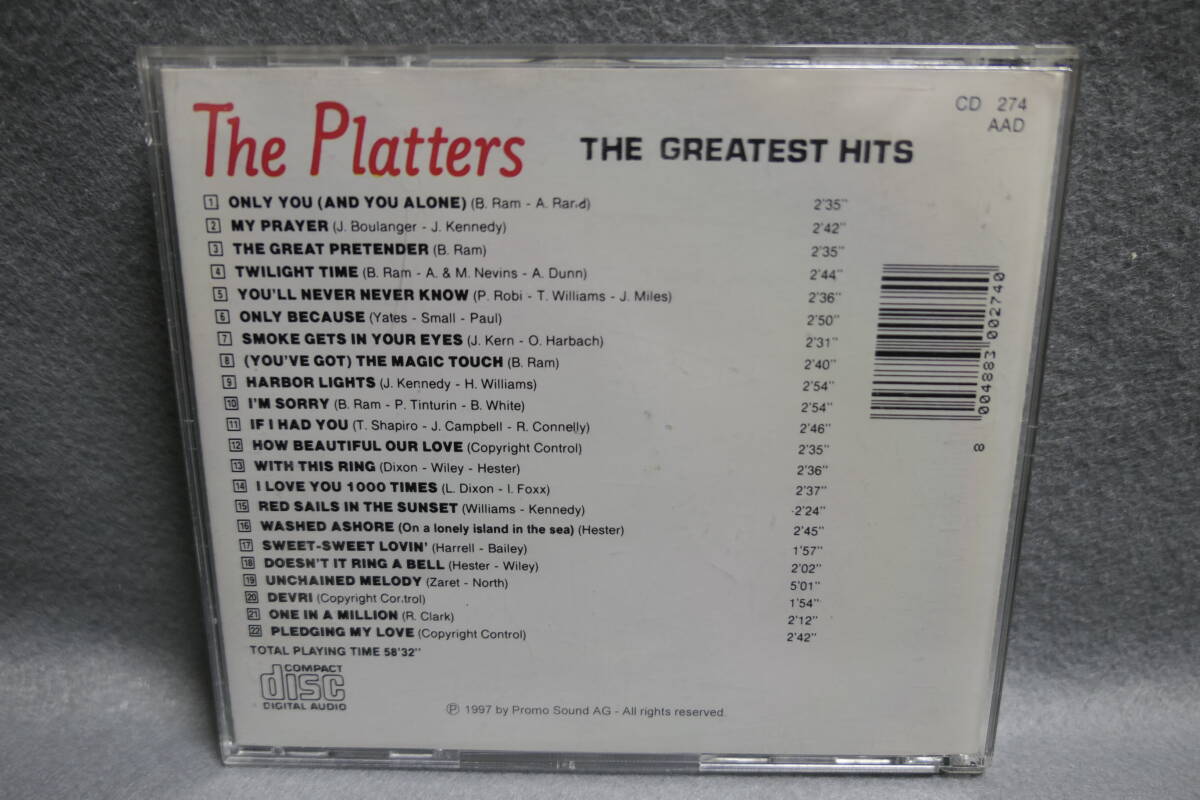 The Platters THE GREATEST HITS
CD 274
AAD
1 ONLY YOU (AND YOU ALONE) (B. Ram - A. Rand) 2'35"
2 MY PRAYER (J. Boulanger - J. Kennedy) 2'42"
3 THE GREAT PRETENDER (B. Ram) 2'35"
4 TWILIGHT TIME (B. Ram - A. & M. Nevins - A. Dunn) 2'44"
5 YOU'LL NEVER NEVER KNOW (P. Robi - T. Williams - J. Miles) 2'36"
6 ONLY BECAUSE (Yates - Small - Paul) 2'50"
7 SMOKE GETS IN YOUR EYES (J. Kern - O. Harbach) 2'31"
8 (YOU'VE GOT) THE MAGIC TOUCH (B. Ram) 2'40"
9 HARBOR LIGHTS (J. Kennedy - H. Williams) 2'54"
10 I'M SORRY (B. Ram - P. Tinturin - B. White) 2'54"
11 IF I HAD YOU (T. Shapiro - J. Campbell - R. Connelly) 2'46"
12 HOW BEAUTIFUL OUR LOVE (Copyright Control) 2'35"
13 WITH THIS RING (Dixon - Wiley - Hester) 2'36"
14 I LOVE YOU 1000 TIMES (L. Dixon - I. Foxx) 2'37"
15 RED SAILS IN THE SUNSET (Williams - Kennedy) 2'24"
16 WASHED ASHORE (On a lonely island in the sea) (Hester) 2'45"
17 SWEET-SWEET LOVIN' (Harrell - Bailey) 1'57"
18 DOESN'T IT RING A BELL (Hester - Wiley) 2'02"
19 UNCHAINED MELODY (Zaret - North) 5'01"
20 DEVRI (Copyright Control) 1'54"
21 ONE IN A MILLION (R. Clark) 2'12"
22 PLEDGING MY LOVE (Copyright Control) 2'42"
TOTAL PLAYING TIME 58'32"
COMPACT
disc
DIGITAL AUDIO
℗ 1997 by Promo Sound AG - All rights reserved.
004883 002740
8